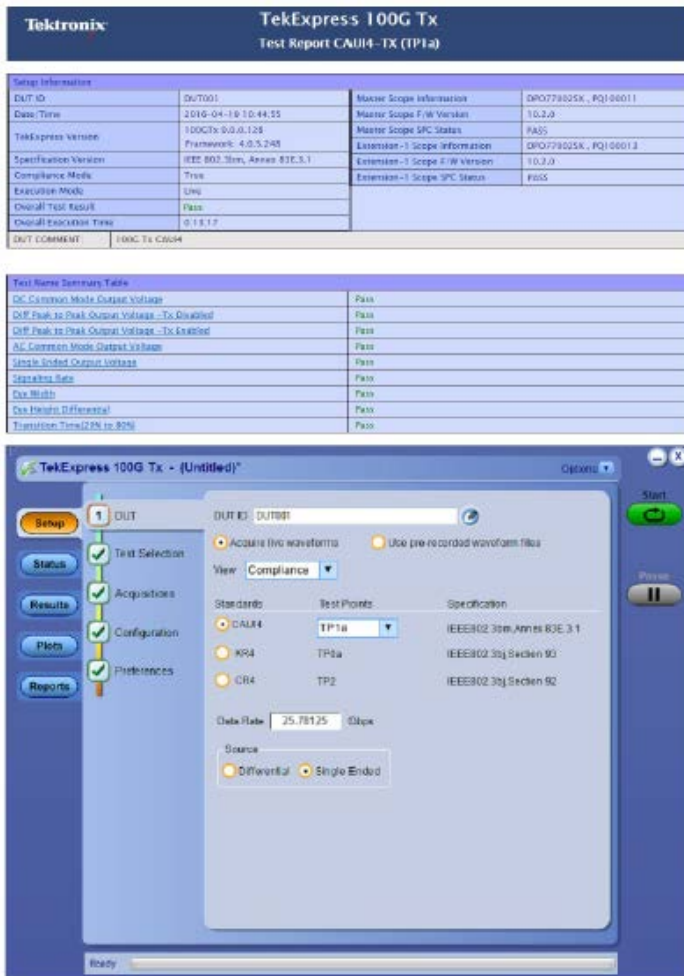 Tektronix
TekExpress 100G Tx
Test Report CAUI4-TX (TP1a)
Setup Information
DUT ID DUT001 Master Scope Information DPO77002SX , PQ100011
Date/Time 2016-04-19 10:44:55 Master Scope F/W Version 10.2.0
TekExpress Version 100GTx 9.0.0.128 Framework: 4.0.5.248 Master Scope SPC Status PASS
Extension-1 Scope Information DPO77002SX , PQ100013
Specification Version IEEE 802.3bm, Annex 83E.3.1 Extension-1 Scope F/W Version 10.2.0
Compliance Mode True Extension-1 Scope SPC Status PASS
Execution Mode Live
Overall Test Result Pass
Overall Execution Time 0:13:17
DUT COMMENT: 100G Tx CAUI4
Test Name Summary Table
DC Common Mode Output Voltage Pass
Diff Peak to Peak Output Voltage -Tx Disabled Pass
Diff Peak to Peak Output Voltage -Tx Enabled Pass
AC Common Mode Output Voltage Pass
Single Ended Output Voltage Pass
Signaling Rate Pass
Eye Width Pass
Eye Height Differential Pass
Transition Time(20% to 80%) Pass
TekExpress 100G Tx - (Untitled)*
Options
Start
Pause
Setup
Status
Results
Plots
Reports
1 DUT
Test Selection
Acquisitions
Configuration
Preferences
DUT ID DUT001
Acquire live waveforms Use pre-recorded waveform files
View Compliance
Standards Test Points Specification
CAUI4 TP1a IEEE802.3bm,Annex 83E.3.1
KR4 TP0a IEEE802.3bj,Section 93
CR4 TP2 IEEE802.3bj,Section 92
Data Rate 25.78125 Gbps
Source
Differential Single Ended
Ready